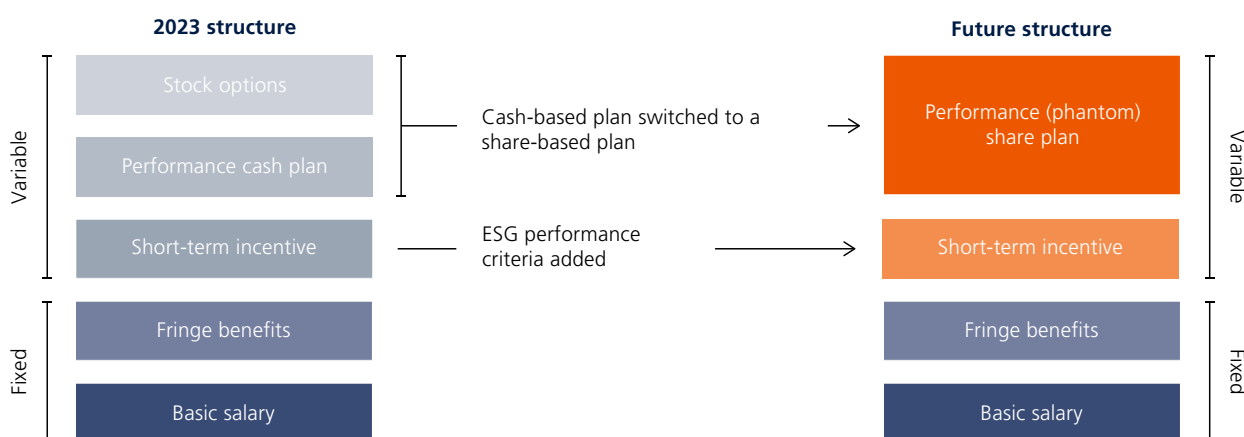 2023 structure
Future structure
Variable
Stock options
Performance cash plan
Short-term incentive
Cash-based plan switched to a
share-based plan
ESG performance
criteria added
Performance (phantom)
share plan
Short-term incentive
Variable
Fixed
Fringe benefits
Basic salary
Fringe benefits
Basic salary
Fixed